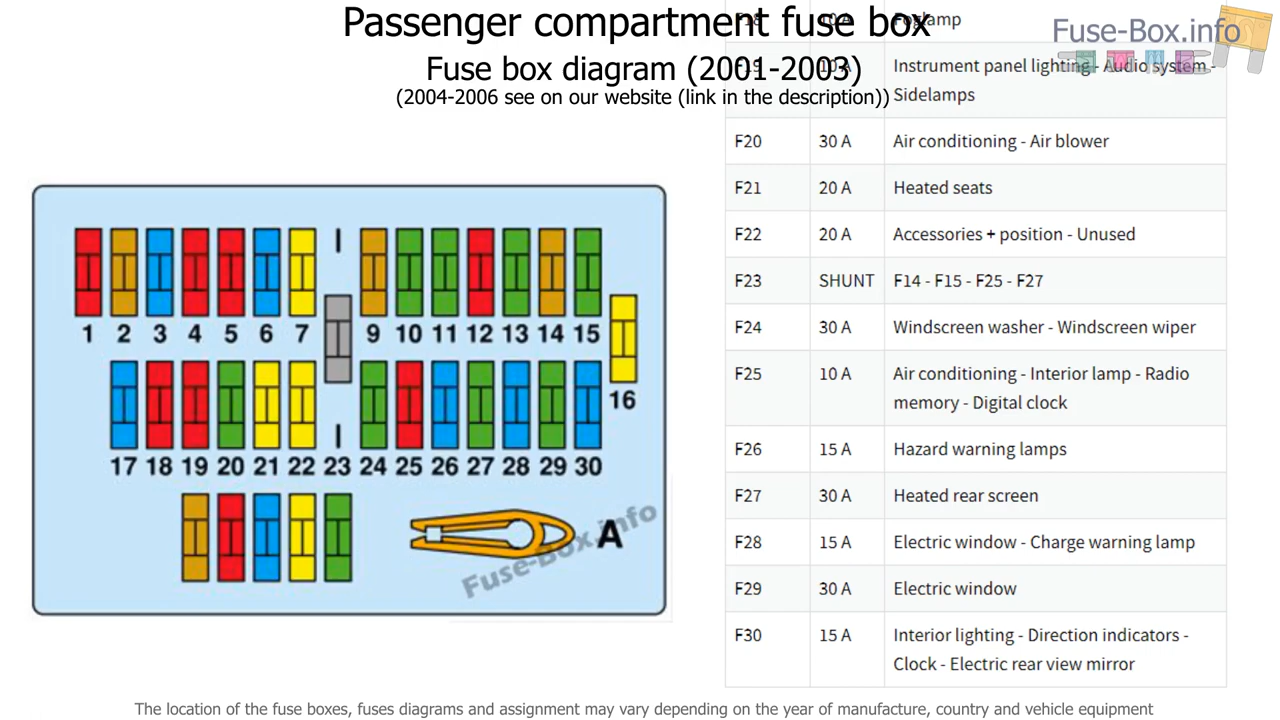 Passenger compartment fuse box
Fuse box diagram (2001-2003)
(2004-2006 see on our website (link in the description))
Fuse-Box.info
F18 10 A Foglamp
F19 10 A Instrument panel lighting - Audio system -
Sidelamps
F20 30 A Air conditioning - Air blower
F21 20 A Heated seats
F22 20 A Accessories + position - Unused
F23 SHUNT F14 - F15 - F25 - F27
F24 30 A Windscreen washer - Windscreen wiper
F25 10 A Air conditioning - Interior lamp - Radio
memory - Digital clock
F26 15 A Hazard warning lamps
F27 30 A Heated rear screen
F28 15 A Electric window - Charge warning lamp
F29 30 A Electric window
F30 15 A Interior lighting - Direction indicators -
Clock - Electric rear view mirror
1 2 3 4 5 6 7 9 10 11 12 13 14 15
16
17 18 19 20 21 22 23 24 25 26 27 28 29 30
A
Fuse-Box.info
The location of the fuse boxes, fuses diagrams and assignment may vary depending on the year of manufacture, country and vehicle equipment